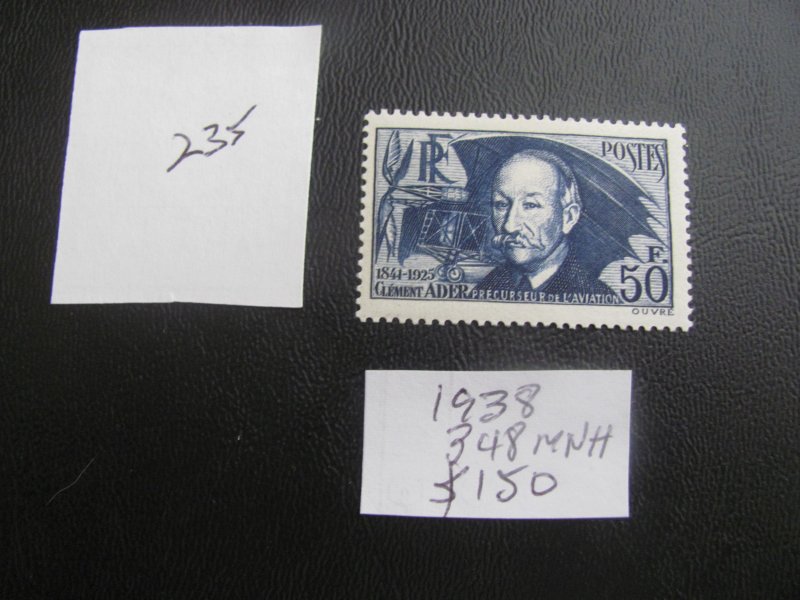 235
RF
POSTES
F.
50
1841-1925
CLÉMENT ADER PRÉCURSEUR DE L'AVIATION
OUVRÉ
1938
348 MNH
$150